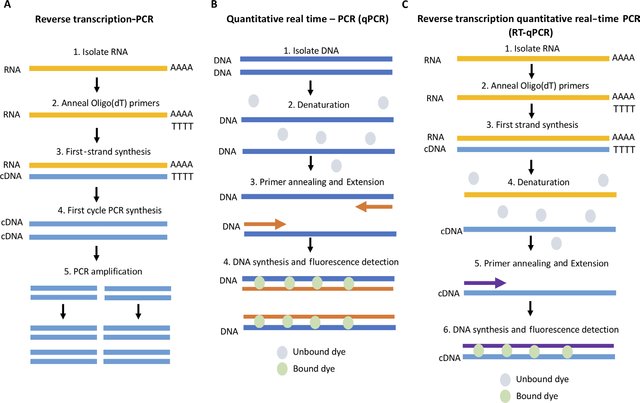 A
Reverse transcription-PCR
1. Isolate RNA
RNA
AAAA
2. Anneal Oligo(dT) primers
RNA
AAAA
TTTT
3. First-strand synthesis
RNA
AAAA
cDNA
TTTT
4. First cycle PCR synthesis
cDNA
cDNA
5. PCR amplification
B
Quantitative real time – PCR (qPCR)
1. Isolate DNA
DNA
DNA
2. Denaturation
DNA
DNA
3. Primer annealing and Extension
DNA
DNA
4. DNA synthesis and fluorescence detection
DNA
DNA
Unbound dye
Bound dye
C
Reverse transcription quantitative real-time PCR
(RT-qPCR)
1. Isolate RNA
RNA
AAAA
2. Anneal Oligo(dT) primers
RNA
AAAA
TTTT
3. First strand synthesis
RNA
AAAA
cDNA
TTTT
4. Denaturation
cDNA
5. Primer annealing and Extension
cDNA
6. DNA synthesis and fluorescence detection
cDNA
Unbound dye
Bound dye